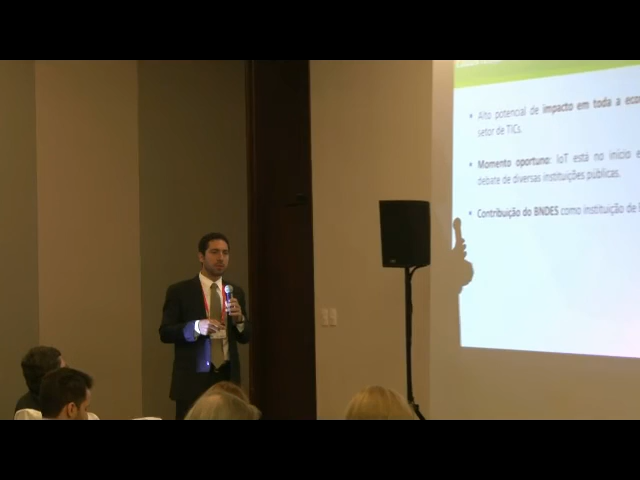 Alto potencial de impacto em toda a eco
setor de TICs.
Momento oportuno: IoT está no início e
debate de diversas instituições públicas.
Contribuição do BNDES como instituição de